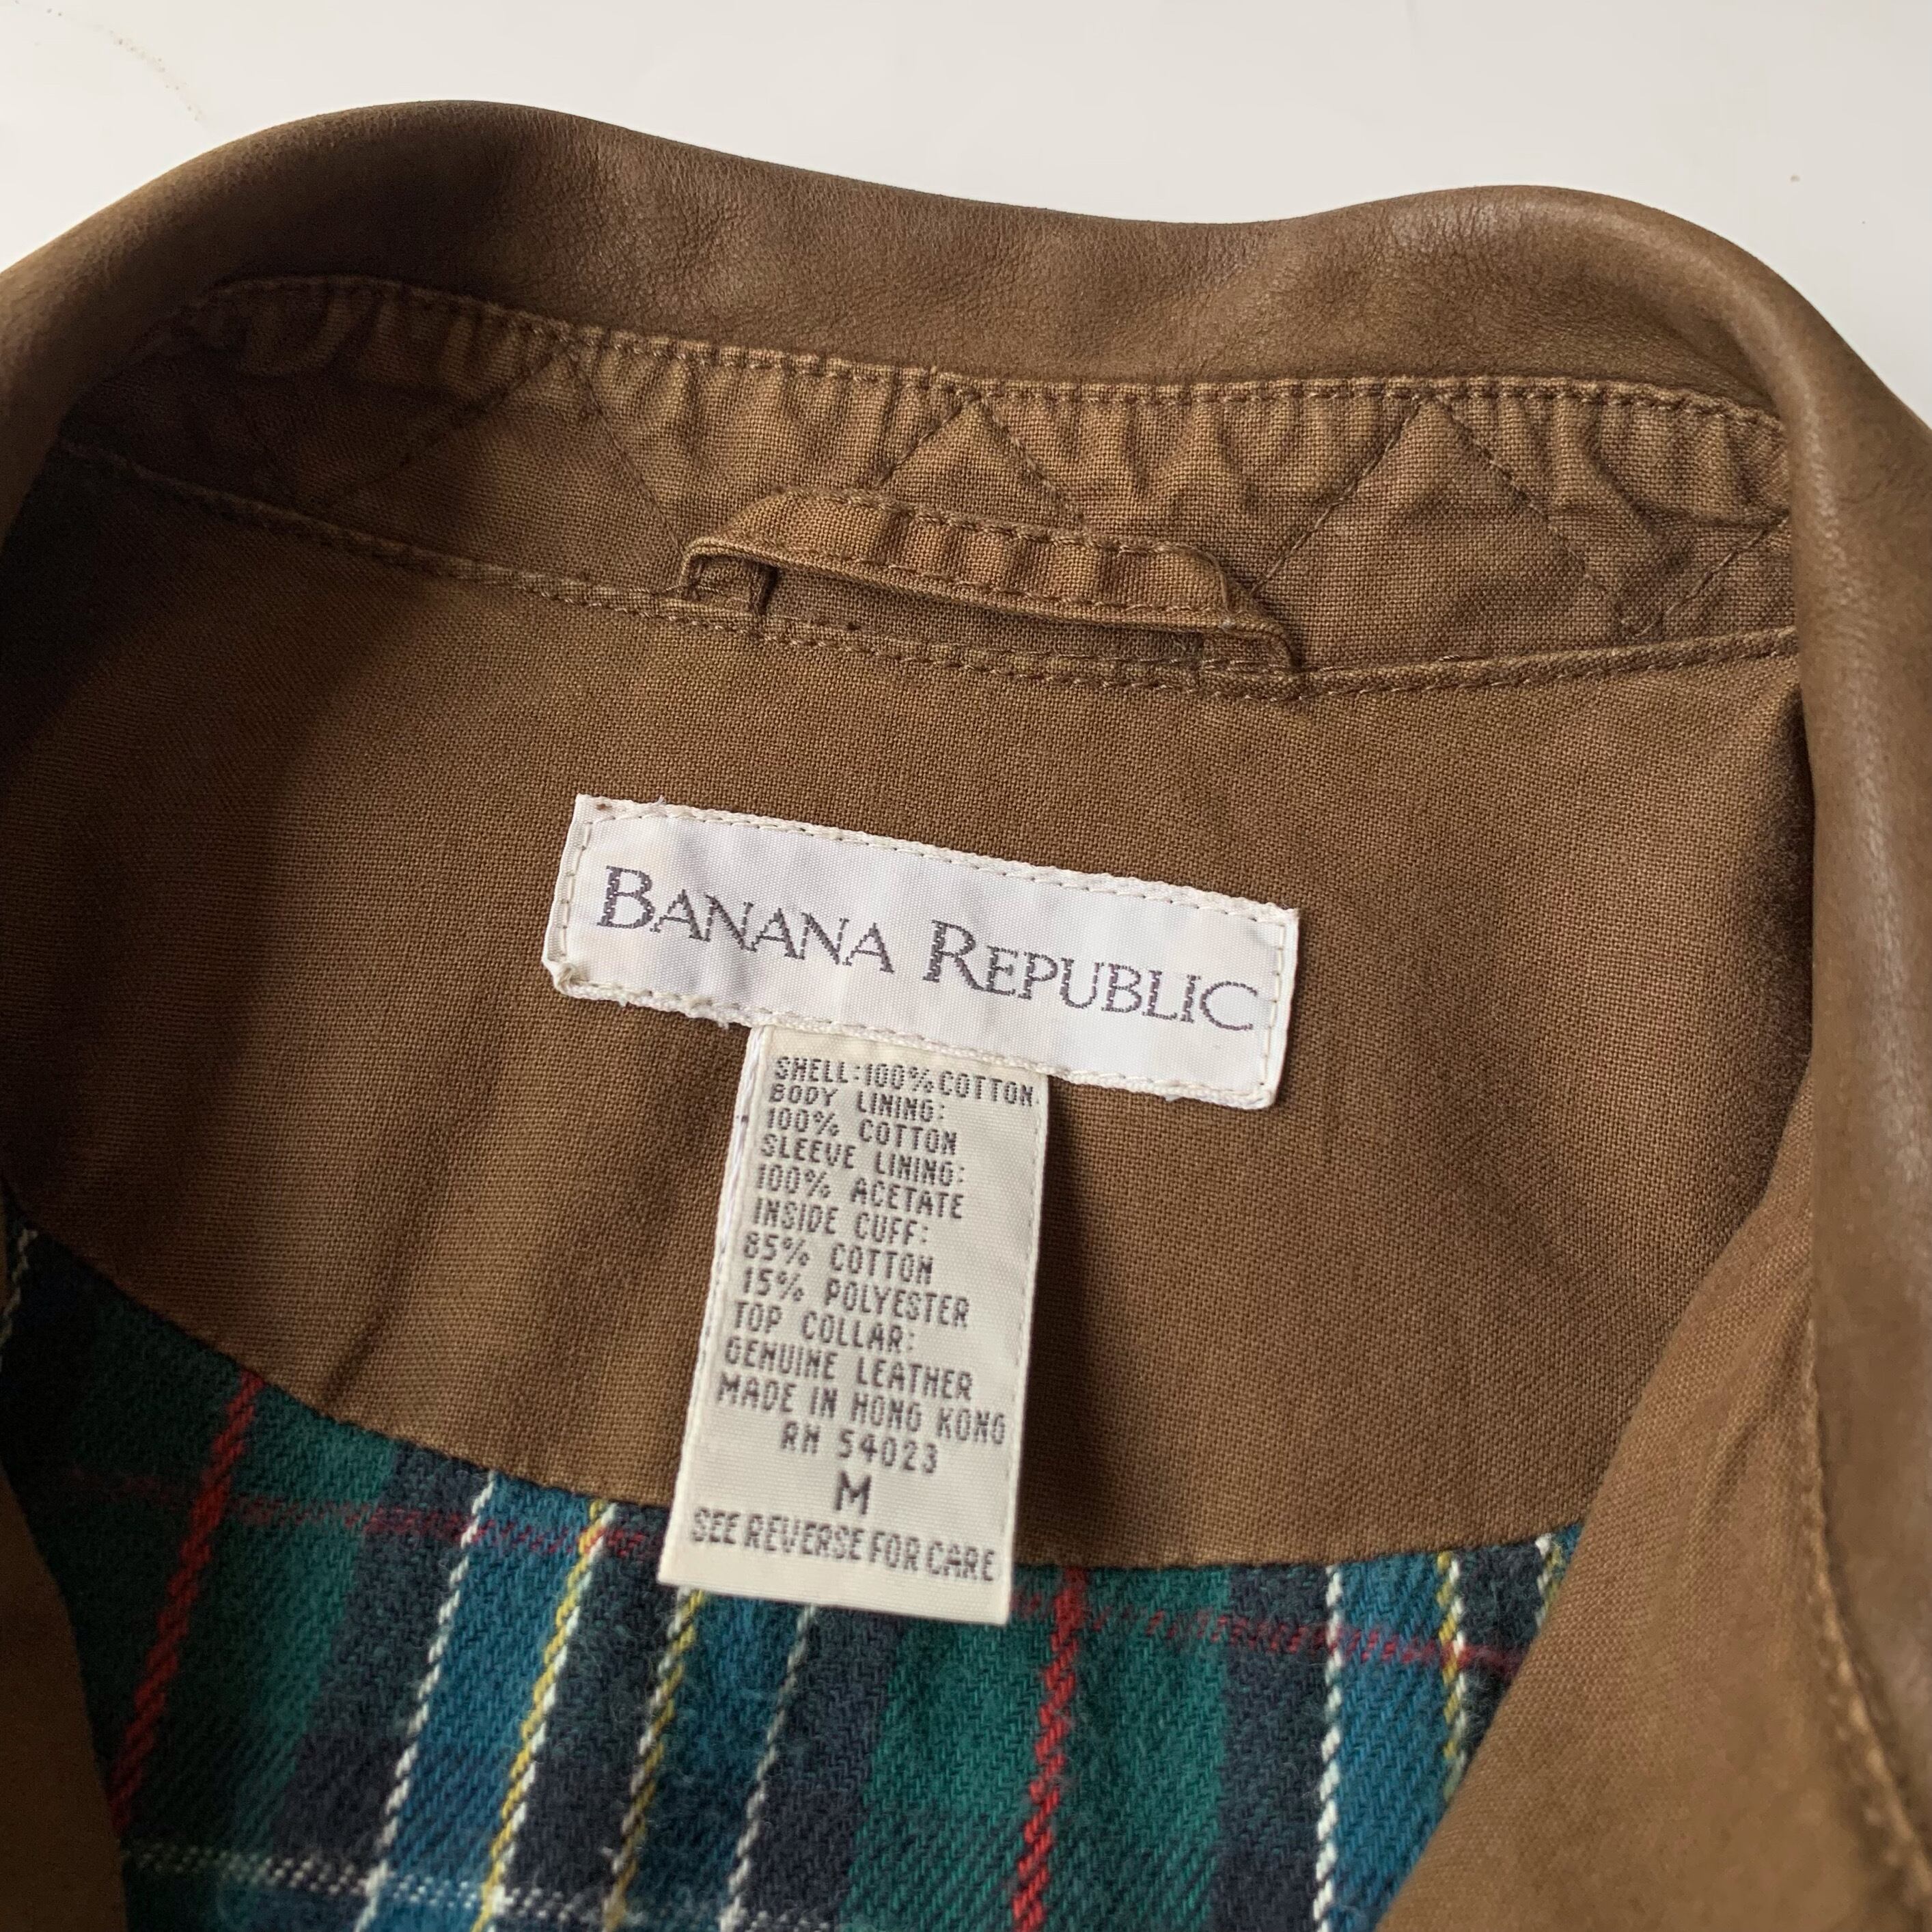 BANANA REPUBLIC
SHELL:100% COTTON
BODY LINING:
100% COTTON
SLEEVE LINING:
100% ACETATE
INSIDE CUFF:
85% COTTON
15% POLYESTER
TOP COLLAR:
GENUINE LEATHER
MADE IN HONG KONG
RN 54023
M
SEE REVERSE FOR CARE